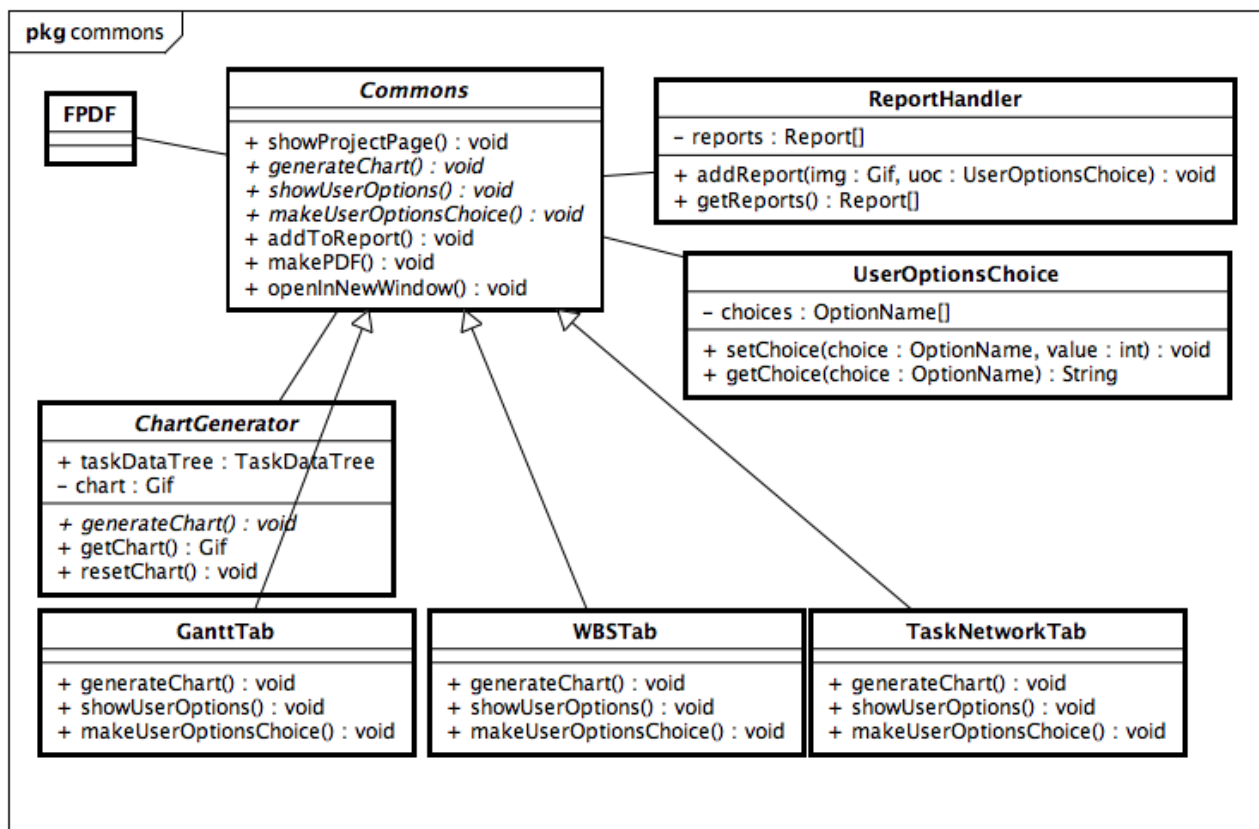 pkg commons
FPDF
Commons
+ showProjectPage() : void
+ generateChart() : void
+ showUserOptions() : void
+ makeUserOptionsChoice() : void
+ addToReport() : void
+ makePDF() : void
+ openInNewWindow() : void
ReportHandler
– reports : Report[]
+ addReport(img : Gif, uoc : UserOptionsChoice) : void
+ getReports() : Report[]
UserOptionsChoice
– choices : OptionName[]
+ setChoice(choice : OptionName, value : int) : void
+ getChoice(choice : OptionName) : String
ChartGenerator
+ taskDataTree : TaskDataTree
– chart : Gif
+ generateChart() : void
+ getChart() : Gif
+ resetChart() : void
GanttTab
+ generateChart() : void
+ showUserOptions() : void
+ makeUserOptionsChoice() : void
WBSTab
+ generateChart() : void
+ showUserOptions() : void
+ makeUserOptionsChoice() : void
TaskNetworkTab
+ generateChart() : void
+ showUserOptions() : void
+ makeUserOptionsChoice() : void